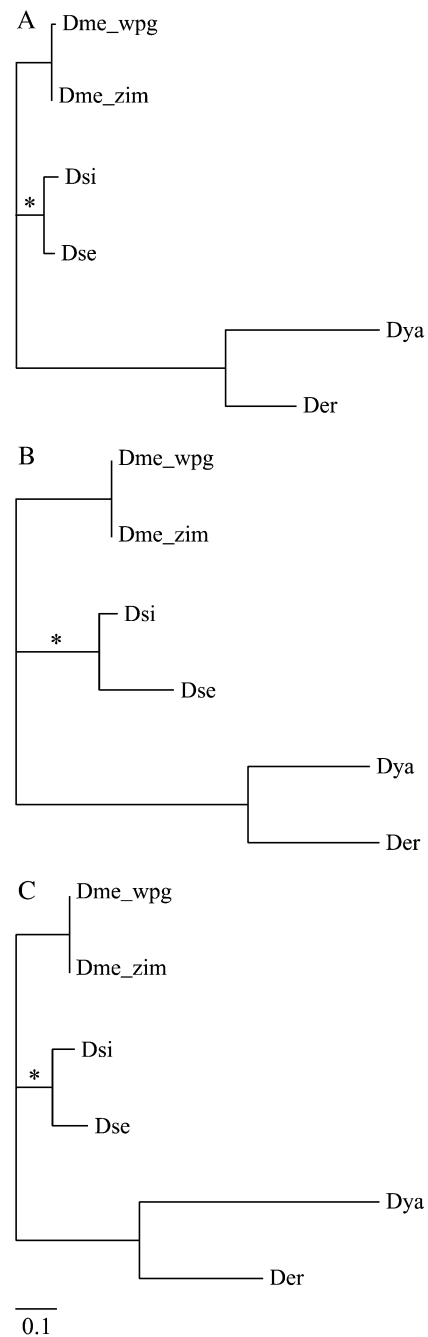 A
Dme_wpg
Dme_zim
Dsi
*
Dse
Dya
Der
B
Dme_wpg
Dme_zim
Dsi
*
Dse
Dya
Der
C
Dme_wpg
Dme_zim
Dsi
*
Dse
Dya
Der
0.1